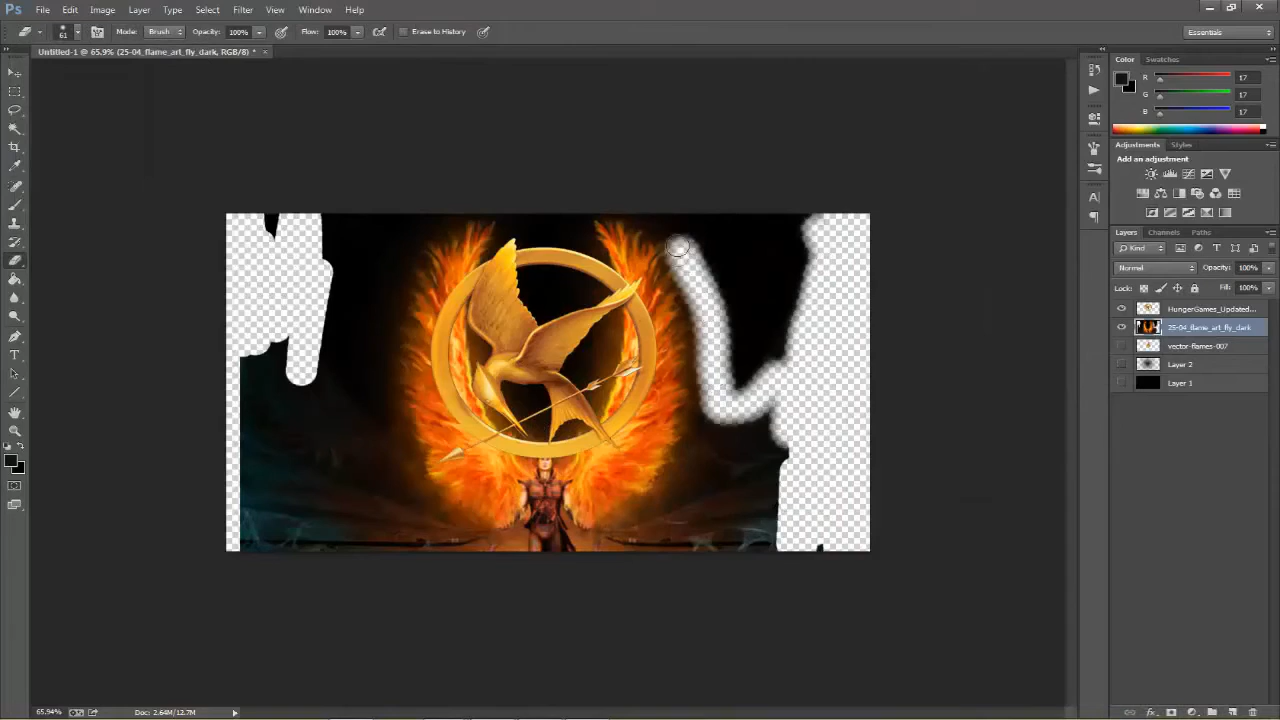 Ps File Edit Image Layer Type Select Filter View Window Help
61 Mode: Brush Opacity: 100% Flow: 100% Erase to History Essentials
Untitled-1 @ 65.9% (25-04_flame_art_fly_dark, RGB/8) * ×
Color Swatches
R 17
G 17
B 17
Adjustments Styles
Add an adjustment
Layers Channels Paths
Kind
Normal Opacity: 100%
Lock: Fill: 100%
HungerGames_Updated...
25-04_flame_art_fly_dark
vector-flames-007
Layer 2
Layer 1
65.94% Doc: 2.64M/12.7M